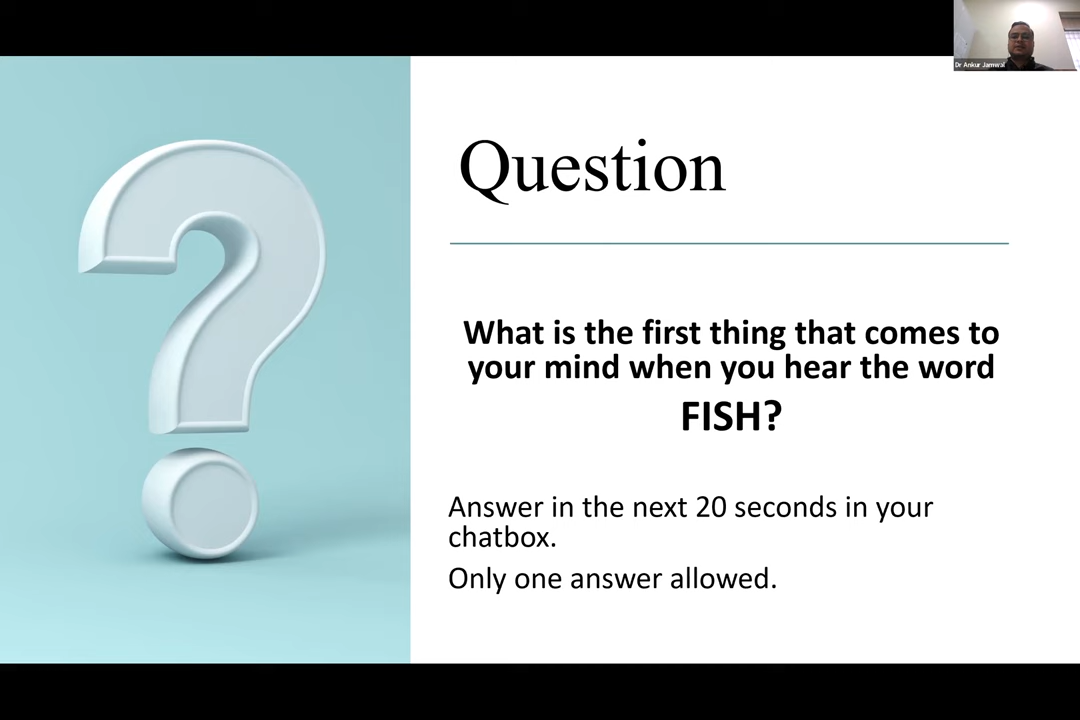 Dr Ankur Jamwal
Question
What is the first thing that comes to
your mind when you hear the word
FISH?
Answer in the next 20 seconds in your
chatbox.
Only one answer allowed.